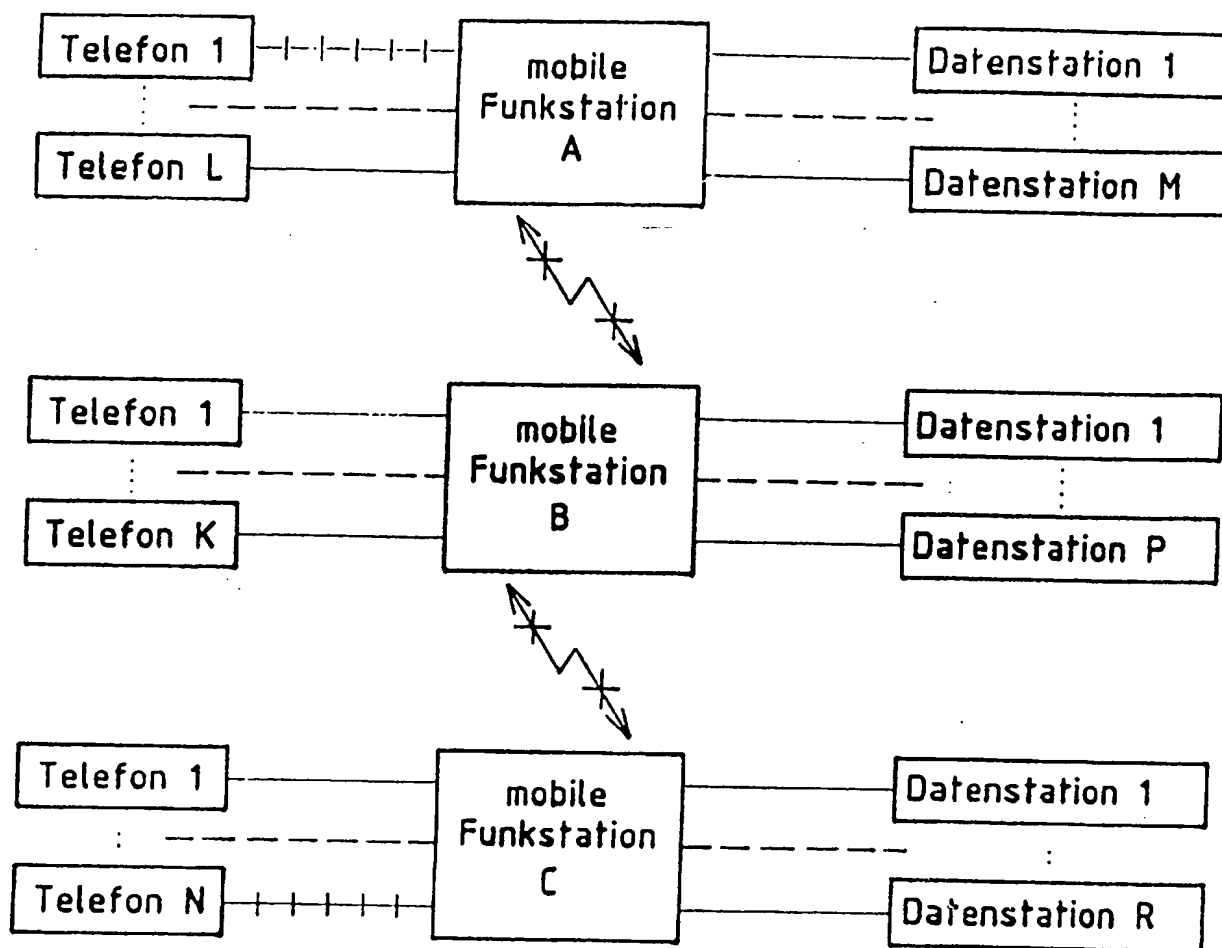 Telefon 1
mobile
Funkstation
A
Datenstation 1
Telefon L
Datenstation M
Telefon 1
mobile
Funkstation
B
Datenstation 1
Telefon K
Datenstation P
Telefon 1
mobile
Funkstation
C
Datenstation 1
Telefon N
Datenstation R